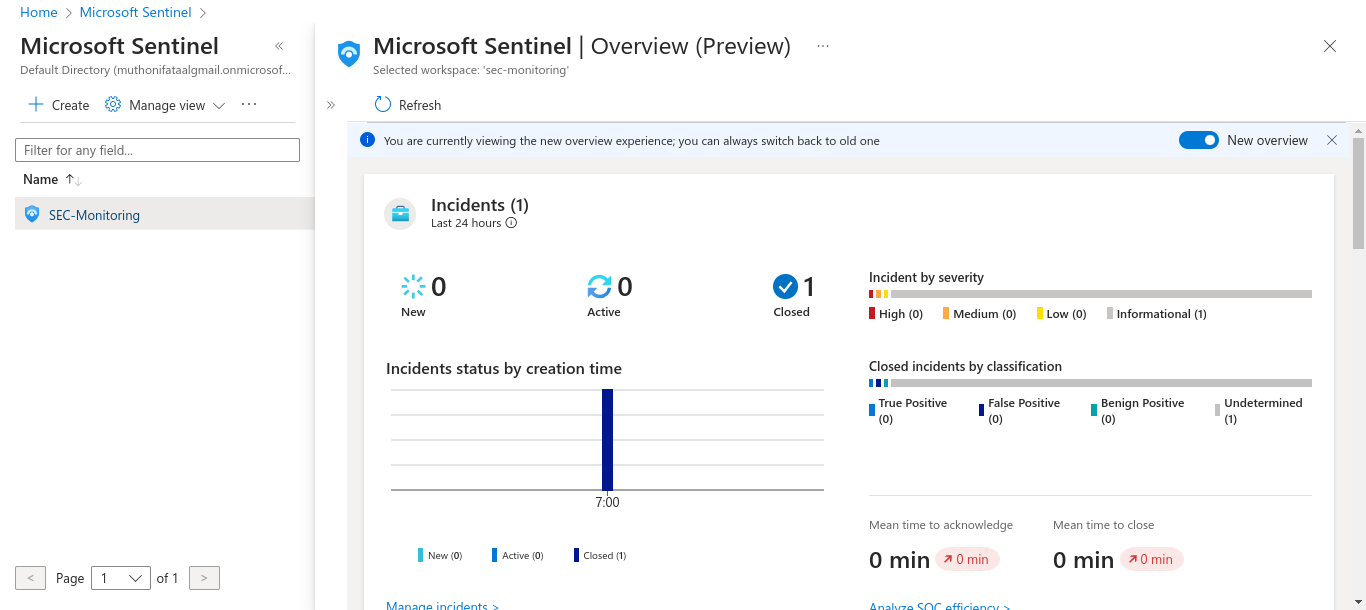 Home > Microsoft Sentinel >
Microsoft Sentinel «
Default Directory (muthonifataalgmail.onmicrosof...
+ Create Manage view ...
Filter for any field...
Name ↑↓
SEC-Monitoring
< Page 1 of 1 >
Microsoft Sentinel | Overview (Preview) ...
Selected workspace: 'sec-monitoring'
» Refresh
You are currently viewing the new overview experience; you can always switch back to old one
New overview
Incidents (1)
Last 24 hours
0 New
0 Active
1 Closed
Incidents status by creation time
7:00
New (0) Active (0) Closed (1)
Manage incidents >
Incident by severity
High (0) Medium (0) Low (0) Informational (1)
Closed incidents by classification
True Positive (0)
False Positive (0)
Benign Positive (0)
Undetermined (1)
Mean time to acknowledge
0 min ↗ 0 min
Mean time to close
0 min ↗ 0 min
Analyze SOC efficiency >